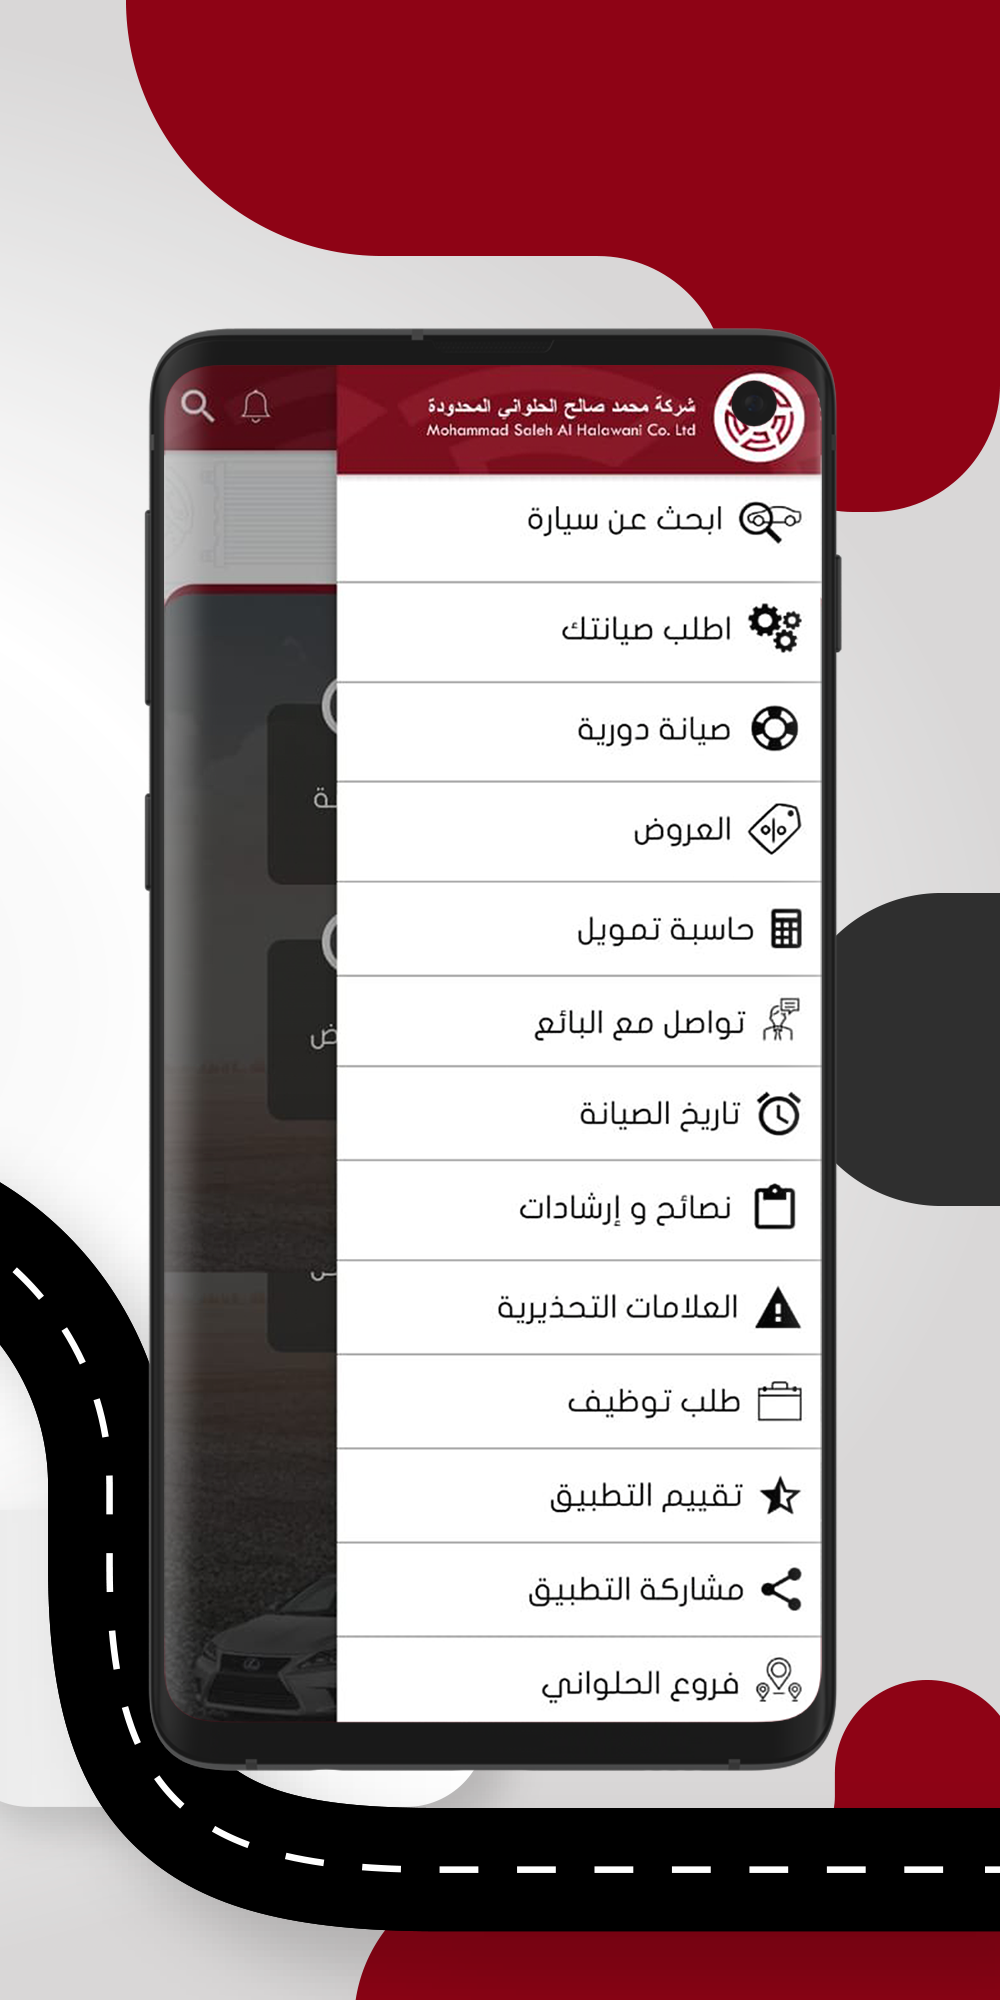 شركة محمد صالح الحلواني المحدودة
Mohammad Saleh Al Halawani Co. Ltd
ابحث عن سيارة
اطلب صيانتك
صيانة دورية
العروض
حاسبة تمويل
تواصل مع البائع
تاريخ الصيانة
نصائح و إرشادات
العلامات التحذيرية
طلب توظيف
تقييم التطبيق
مشاركة التطبيق
فروع الحلواني